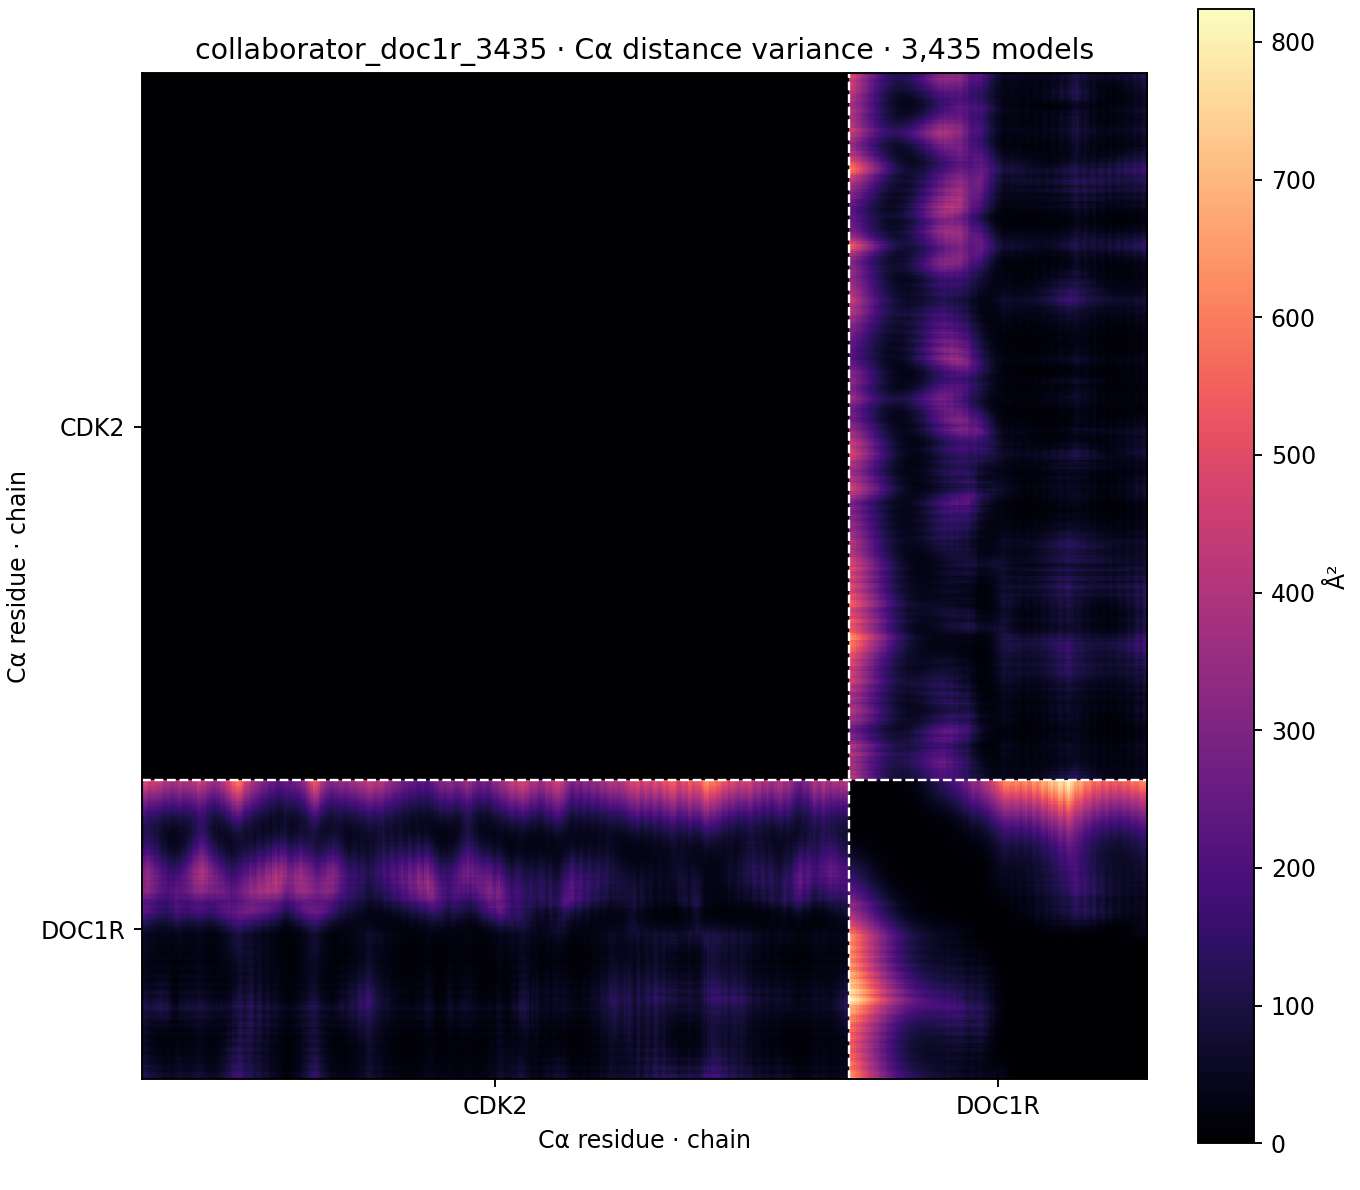 collaborator_doc1r_3435 · Cα distance variance · 3,435 models
CDK2
DOC1R
Cα residue · chain
CDK2
DOC1R
Cα residue · chain
800
700
600
500
400
300
200
100
0
Å²